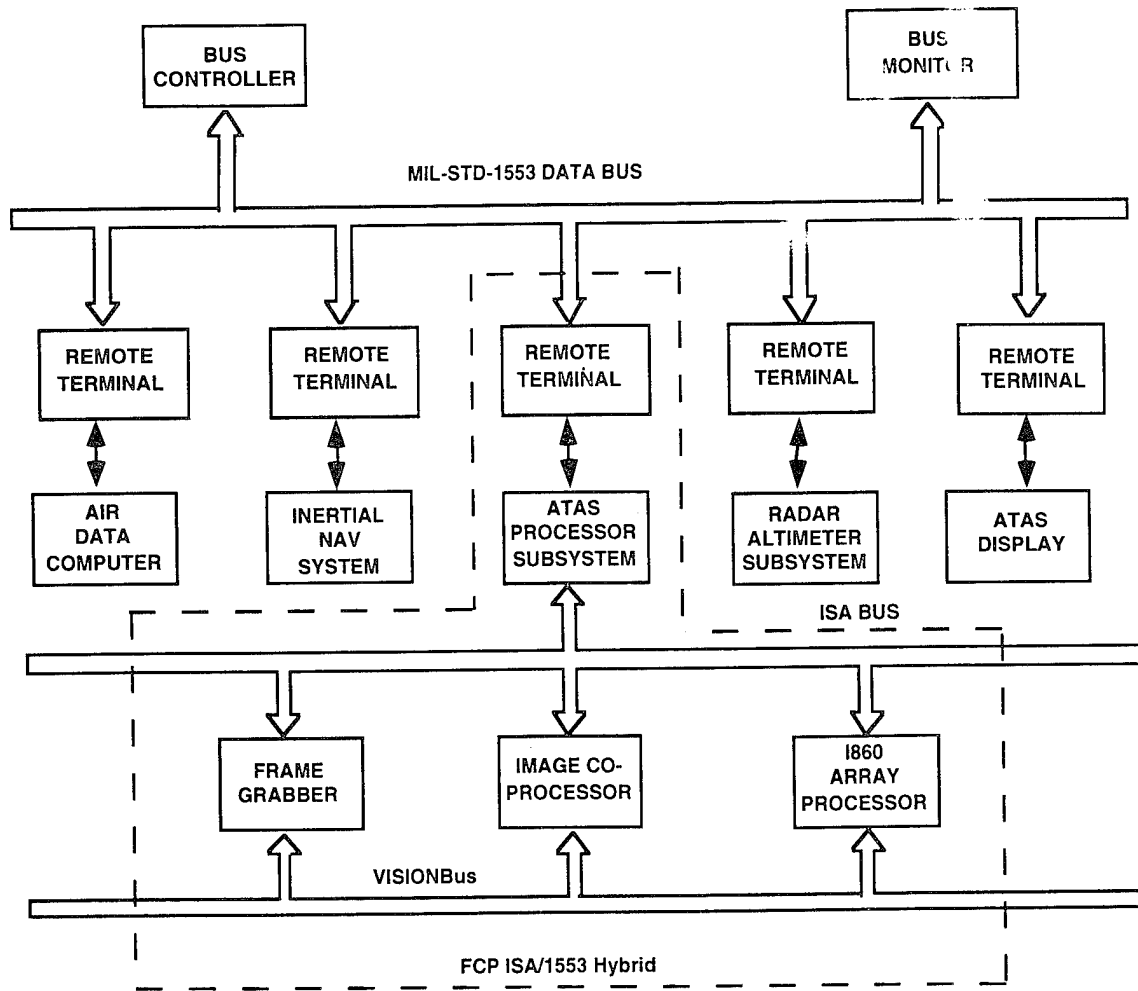 BUS
CONTROLLER
BUS
MONITOR
MIL-STD-1553 DATA BUS
REMOTE
TERMINAL
REMOTE
TERMINAL
REMOTE
TERMINAL
REMOTE
TERMINAL
REMOTE
TERMINAL
AIR
DATA
COMPUTER
INERTIAL
NAV
SYSTEM
ATAS
PROCESSOR
SUBSYSTEM
RADAR
ALTIMETER
SUBSYSTEM
ATAS
DISPLAY
ISA BUS
FRAME
GRABBER
IMAGE CO-
PROCESSOR
I860
ARRAY
PROCESSOR
VISIONBus
FCP ISA/1553 Hybrid